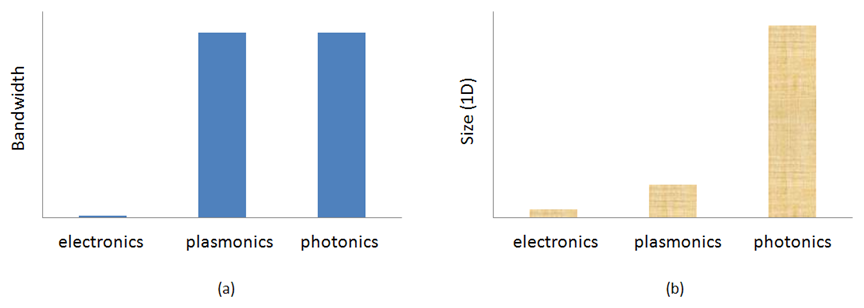 Bandwidth
electronics plasmonics photonics
(a)
Size (1D)
electronics plasmonics photonics
(b)